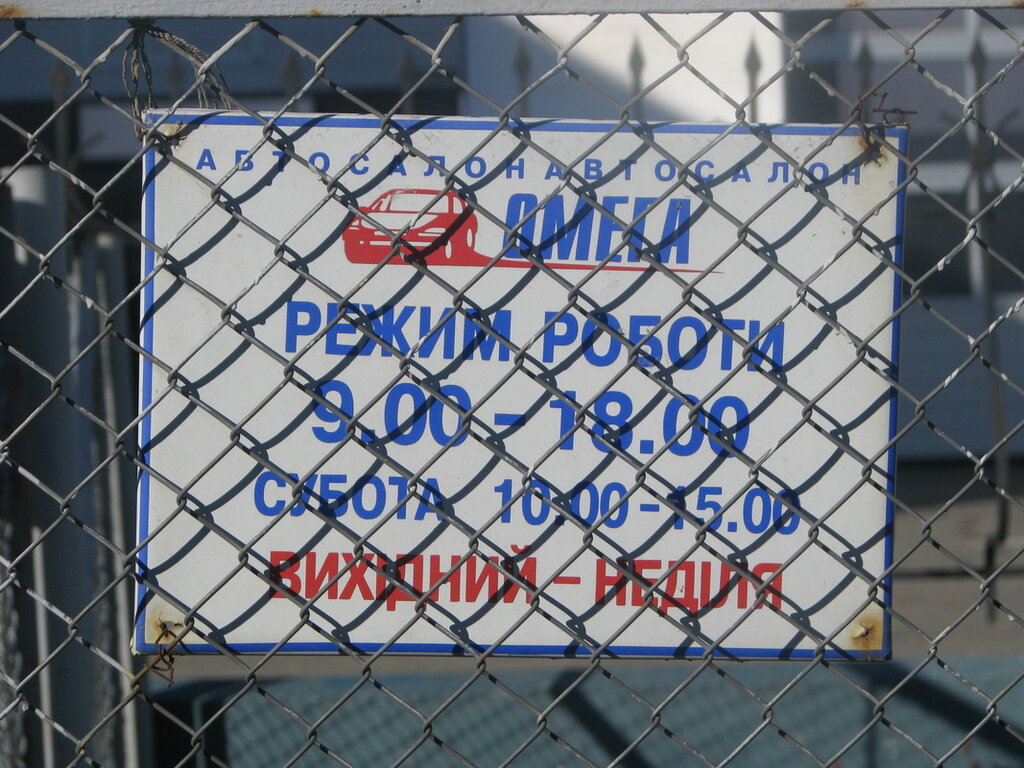 АВТОСАЛОНАВТОСАЛОН
ОМЕГА
РЕЖИМ РОБОТИ
9.00 – 18.00
СУБОТА 10.00 – 15.00
ВИХІДНИЙ – НЕДІЛЯ